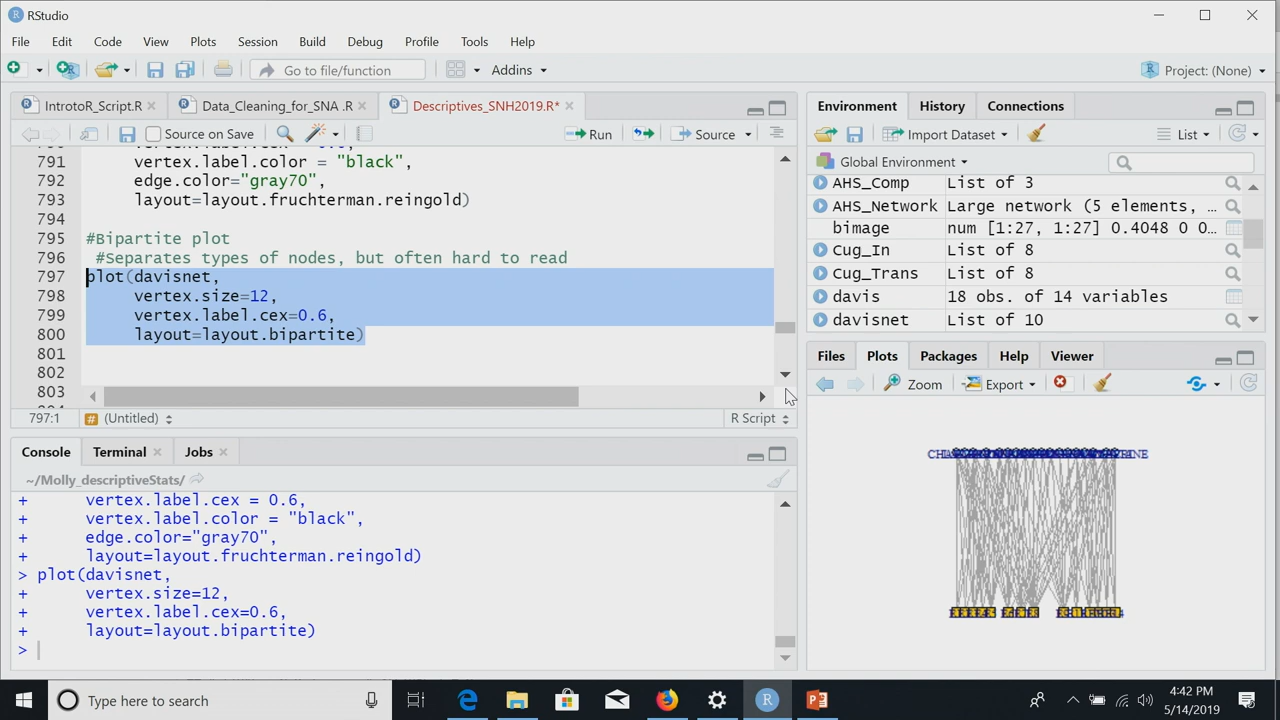 RStudio
File Edit Code View Plots Session Build Debug Profile Tools Help
Go to file/function Addins Project: (None)
IntrotoR_Script.R Data_Cleaning_for_SNA .R Descriptives_SNH2019.R*
Source on Save Run Source
791 vertex.label.color = "black",
792 edge.color="gray70",
793 layout=layout.fruchterman.reingold)
794
795 #Bipartite plot
796 #Separates types of nodes, but often hard to read
797 plot(davisnet,
798 vertex.size=12,
799 vertex.label.cex=0.6,
800 layout=layout.bipartite)
801
802
803
797:1 # (Untitled) R Script
Console Terminal Jobs
~/Molly_descriptiveStats/
+ vertex.label.cex = 0.6,
+ vertex.label.color = "black",
+ edge.color="gray70",
+ layout=layout.fruchterman.reingold)
> plot(davisnet,
+ vertex.size=12,
+ vertex.label.cex=0.6,
+ layout=layout.bipartite)
>
Environment History Connections
Import Dataset List
Global Environment
AHS_Comp List of 3
AHS_Network Large network (5 elements, …
bimage num [1:27, 1:27] 0.4048 0 0…
Cug_In List of 8
Cug_Trans List of 8
davis 18 obs. of 14 variables
davisnet List of 10
Files Plots Packages Help Viewer
Zoom Export
Type here to search
4:42 PM
5/14/2019